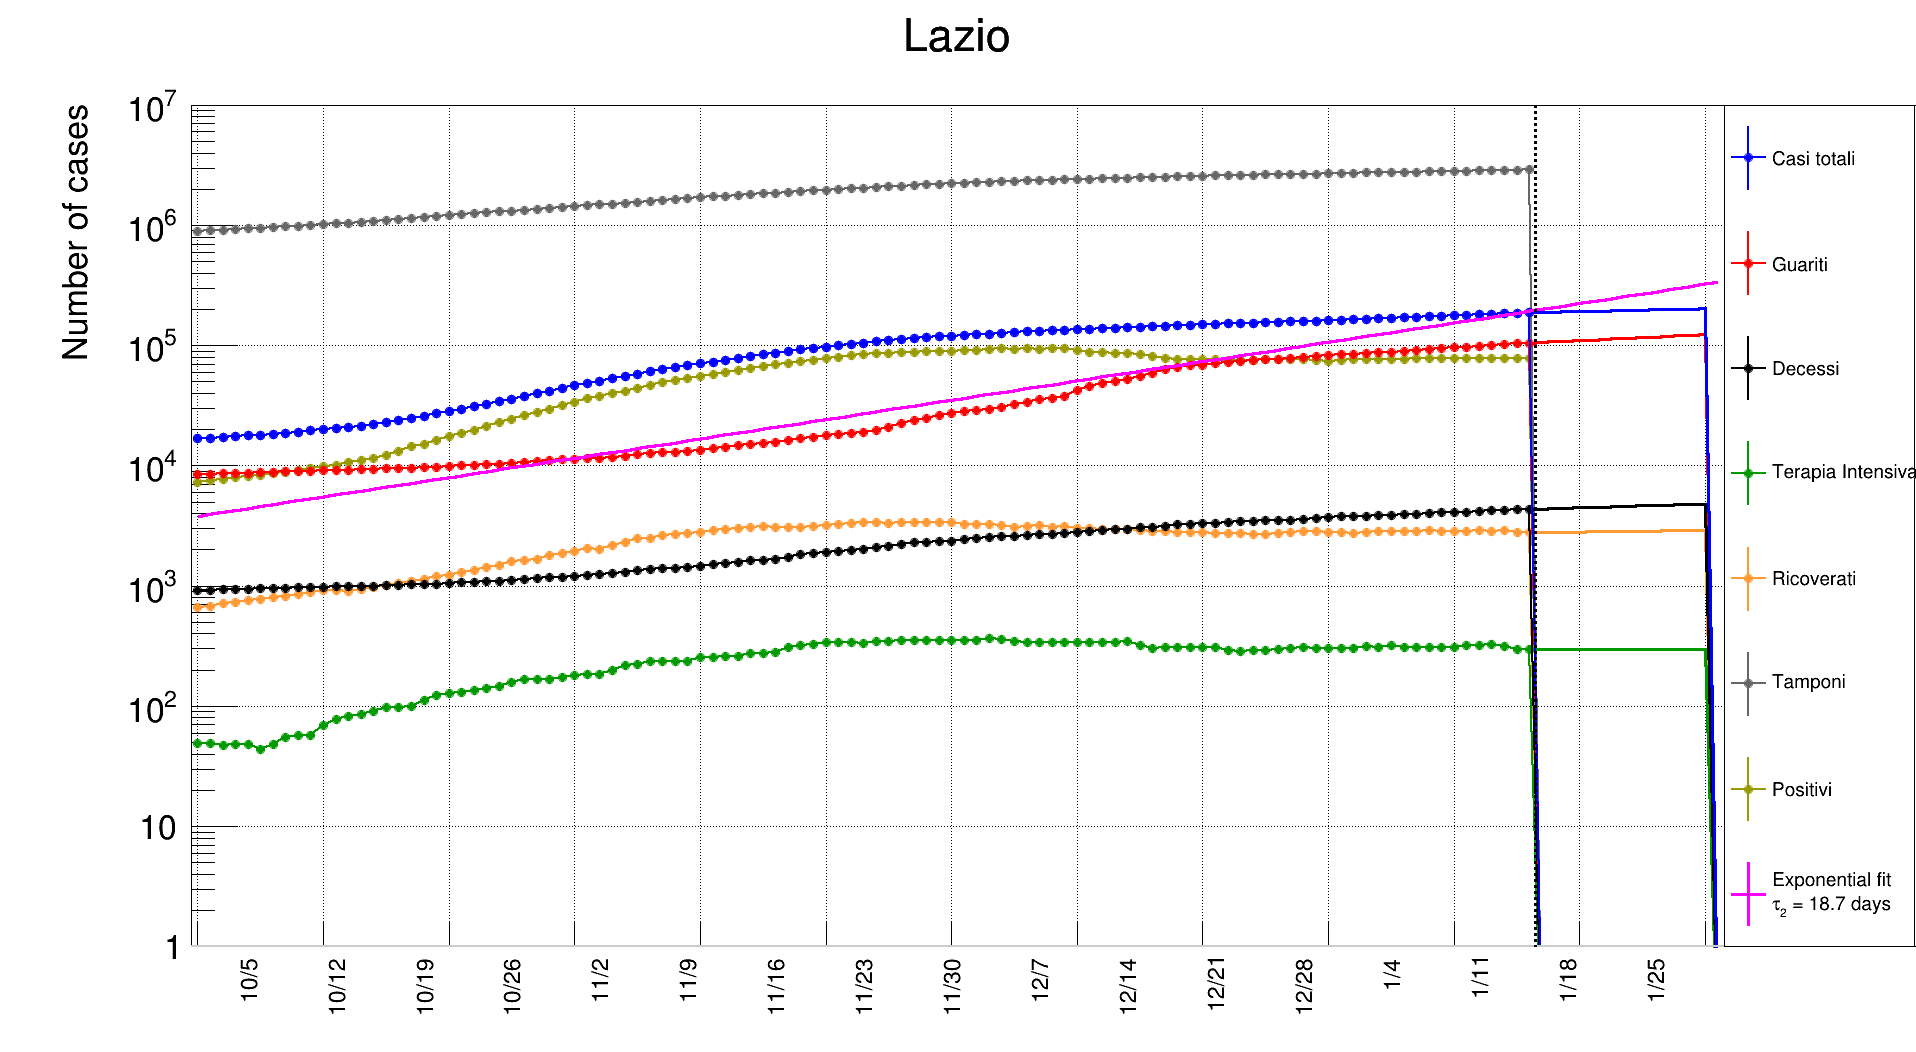 Lazio
Number of cases
10^7
10^6
10^5
10^4
10^3
10^2
10
1
10/5
10/12
10/19
10/26
11/2
11/9
11/16
11/23
11/30
12/7
12/14
12/21
12/28
1/4
1/11
1/18
1/25
Casi totali
Guariti
Decessi
Terapia Intensiva
Ricoverati
Tamponi
Positivi
Exponential fit
τ_2 = 18.7 days